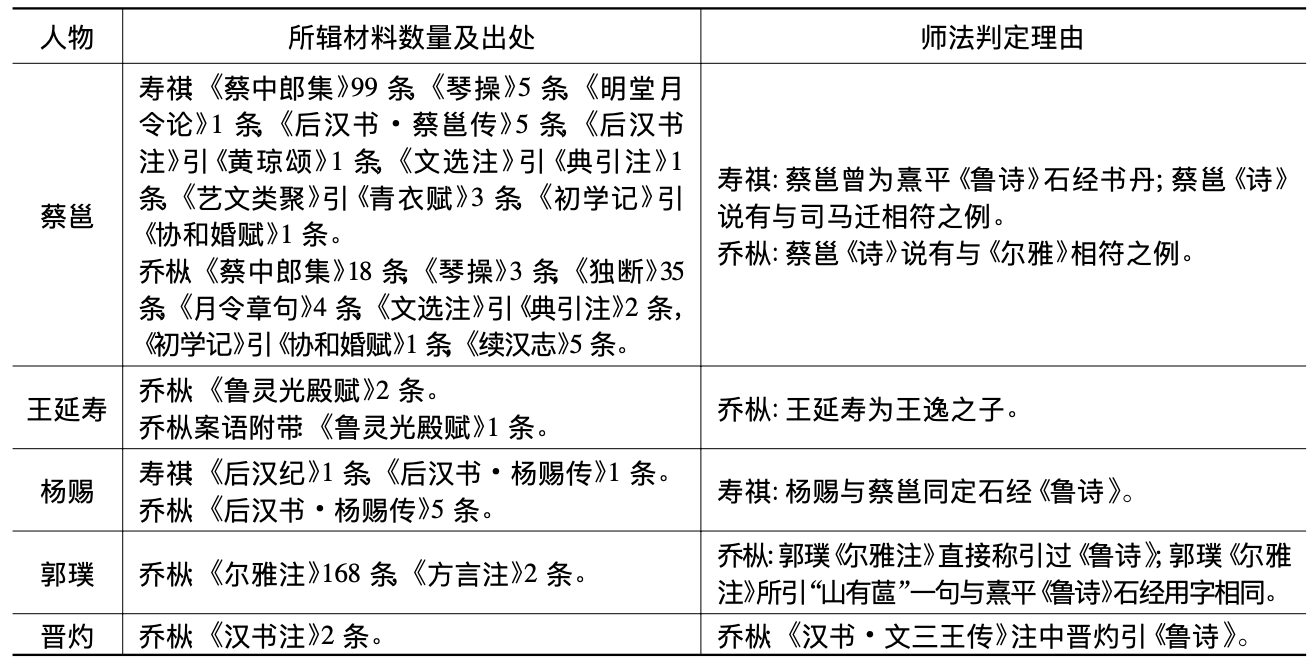 人物 所辑材料数量及出处 师法判定理由
蔡邕
寿祺:《蔡中郎集》99 条,《琴操》5 条,《明堂月
令论》1 条,《后汉书·蔡邕传》5 条,《后汉书
注》引《黄琼颂》1 条,《文选注》引《典引注》1
条,《艺文类聚》引《青衣赋》3 条,《初学记》引
《协和婚赋》1 条。
乔枞:《蔡中郎集》18 条,《琴操》3 条,《独断》35
条,《月令章句》4 条,《文选注》引《典引注》2 条,
《初学记》引《协和婚赋》1 条,《续汉志》5 条。
寿祺:蔡邕曾为熹平《鲁诗》石经书丹;蔡邕《诗》
说有与司马迁相符之例。
乔枞:蔡邕《诗》说有与《尔雅》相符之例。
王延寿
乔枞:《鲁灵光殿赋》2 条。
乔枞案语附带:《鲁灵光殿赋》1 条。
乔枞:王延寿为王逸之子。
杨赐
寿祺:《后汉纪》1 条,《后汉书·杨赐传》1 条。
乔枞:《后汉书·杨赐传》5 条。
寿祺:杨赐与蔡邕同定石经《鲁诗》。
郭璞
乔枞:《尔雅注》168 条,《方言注》2 条。
乔枞:郭璞《尔雅注》直接称引过《鲁诗》;郭璞《尔雅
注》所引“山有蓲”一句与熹平《鲁诗》石经用字相同。
晋灼
乔枞:《汉书注》2 条。
乔枞:《汉书·文三王传》注中晋灼引《鲁诗》。